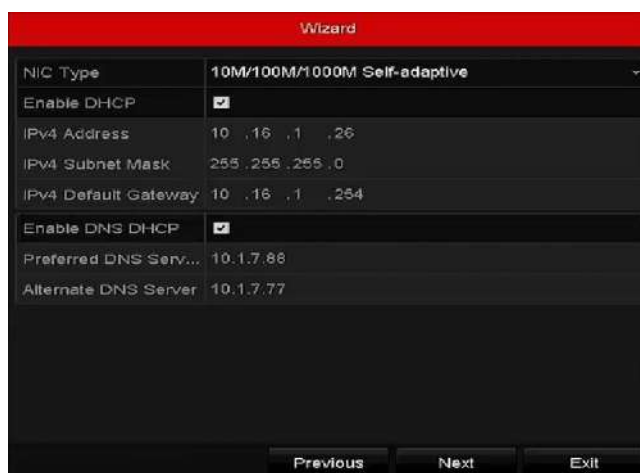 Wizard
NIC Type 10M/100M/1000M Self-adaptive
Enable DHCP
IPv4 Address 10 .16 .1 .26
IPv4 Subnet Mask 255.255.255.0
IPv4 Default Gateway 10 .16 .1 .254
Enable DNS DHCP
Preferred DNS Serv... 10.1.7.88
Alternate DNS Server 10.1.7.77
Previous Next Exit